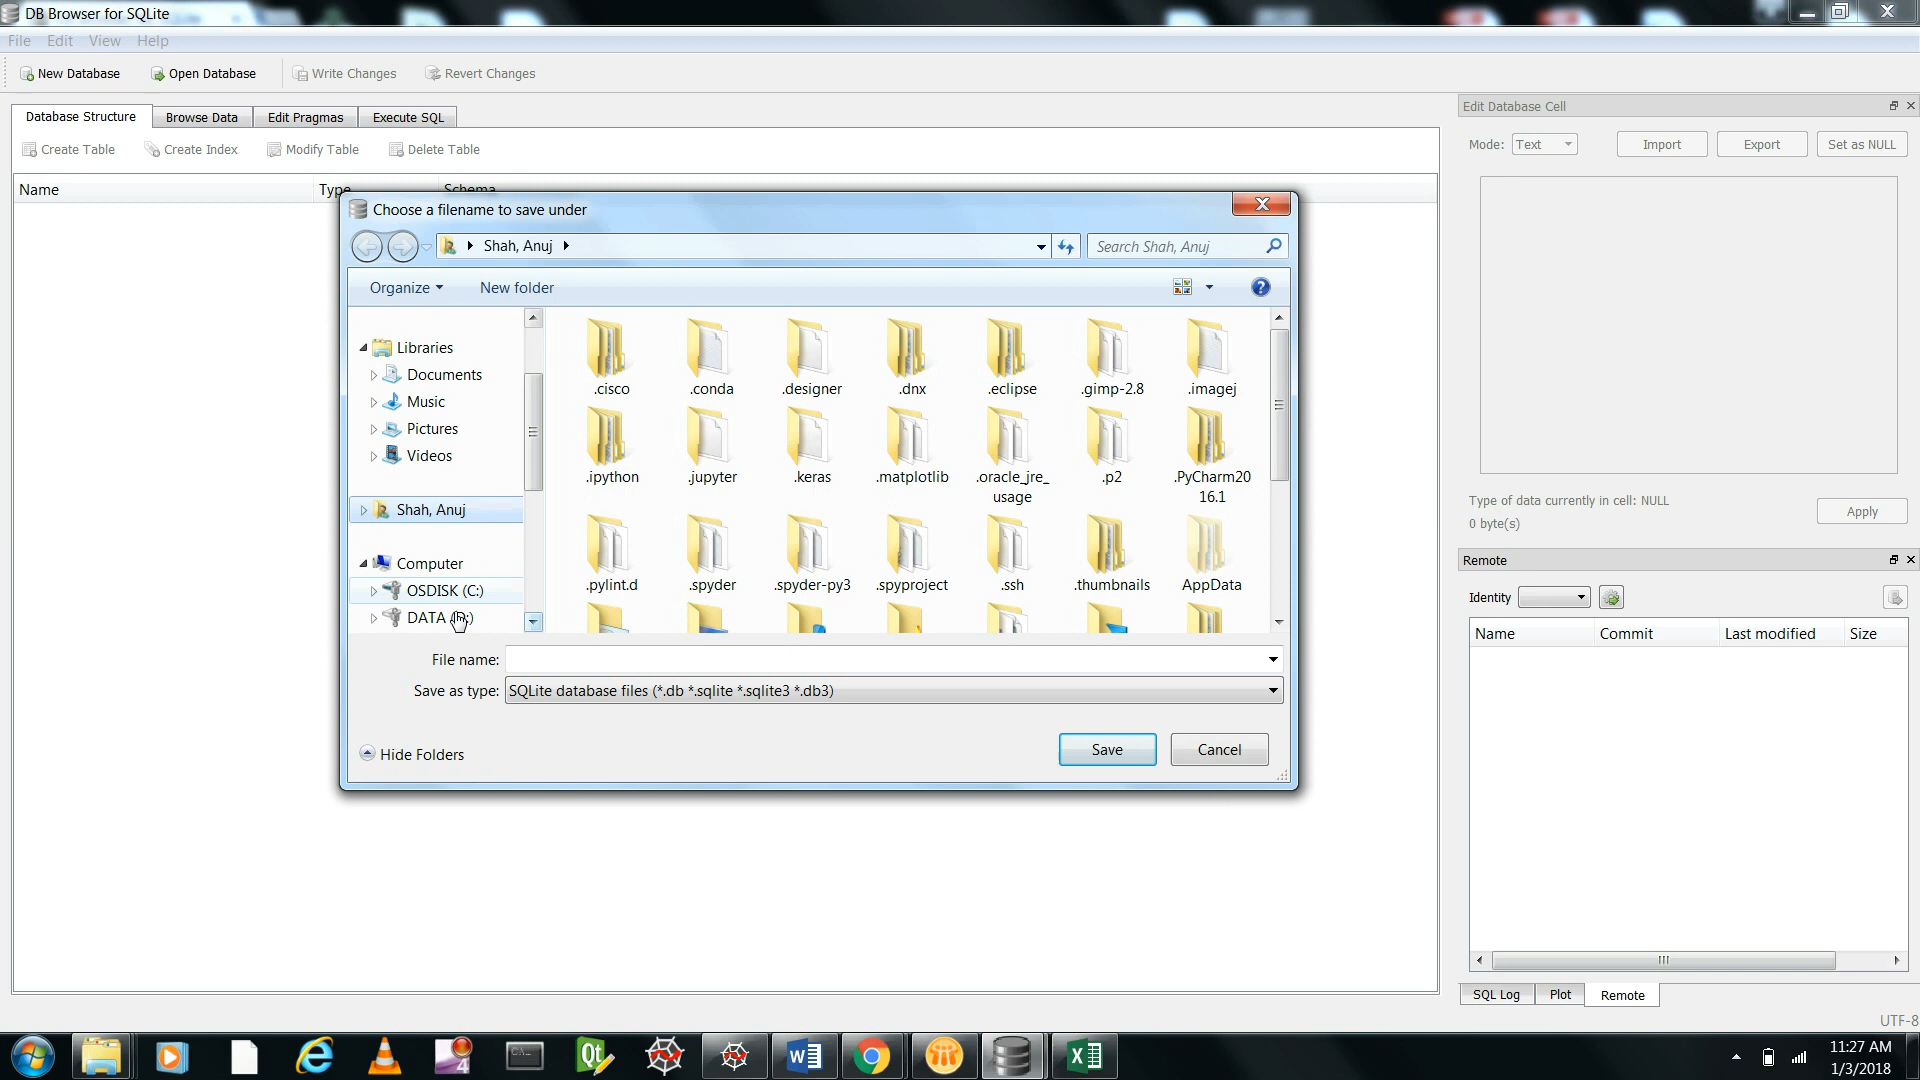 DB Browser for SQLite
File Edit View Help
New Database Open Database Write Changes Revert Changes
Database Structure Browse Data Edit Pragmas Execute SQL
Create Table Create Index Modify Table Delete Table
Name Type Schema
Choose a filename to save under
Shah, Anuj
Search Shah, Anuj
Organize New folder
Libraries
Documents
Music
Pictures
Videos
Shah, Anuj
Computer
OSDISK (C:)
DATA
.cisco .conda .designer .dnx .eclipse .gimp-2.8 .imagej
.ipython .jupyter .keras .matplotlib .oracle_jre_ .p2 .PyCharm20
usage 16.1
.pylint.d .spyder .spyder-py3 .spyproject .ssh .thumbnails AppData
File name:
Save as type: SQLite database files (*.db *.sqlite *.sqlite3 *.db3)
Hide Folders Save Cancel
Edit Database Cell
Mode: Text Import Export Set as NULL
Type of data currently in cell: NULL
0 byte(s)
Apply
Remote
Identity
Name Commit Last modified Size
SQL Log Plot Remote
UTF-8
11:27 AM
1/3/2018